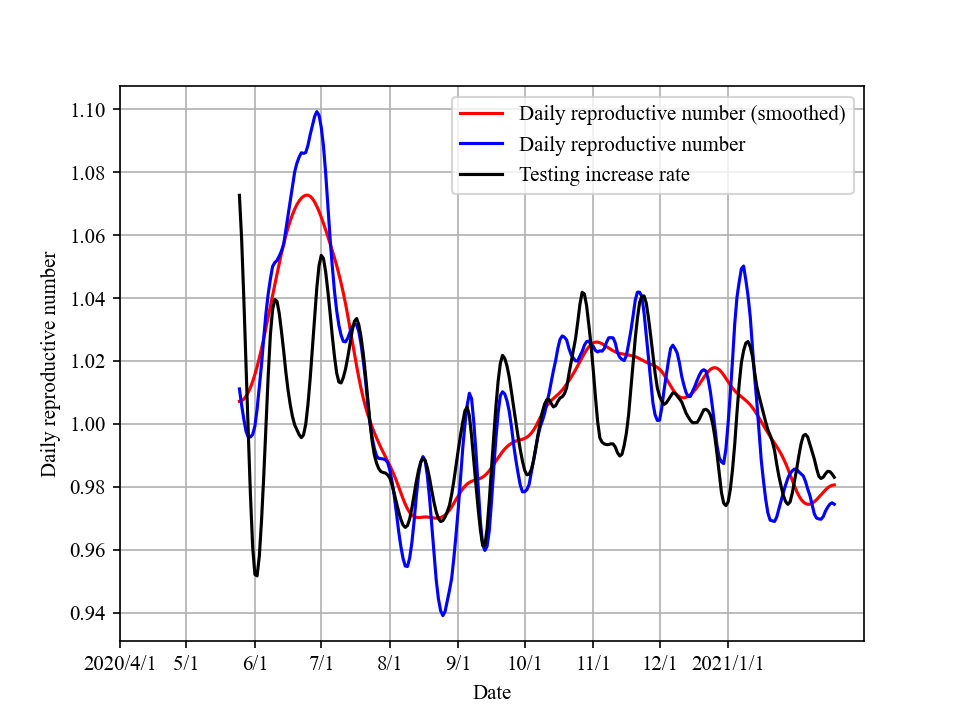 Daily reproductive number (smoothed)
Daily reproductive number
Testing increase rate
Daily reproductive number
1.10
1.08
1.06
1.04
1.02
1.00
0.98
0.96
0.94
2020/4/1 5/1 6/1 7/1 8/1 9/1 10/1 11/1 12/1 2021/1/1
Date